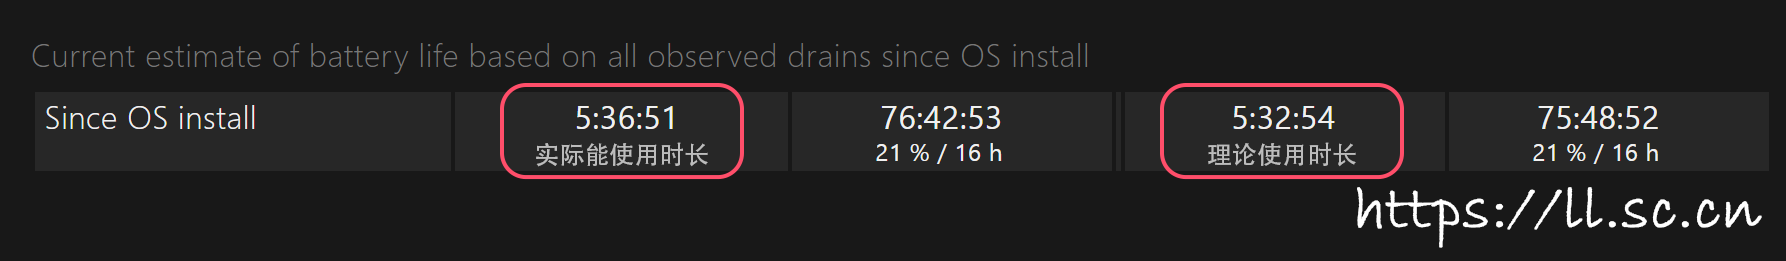 Current estimate of battery life based on all observed drains since OS install
Since OS install 5:36:51 76:42:53 5:32:54 75:48:52
实际能使用时长 21 % / 16 h 理论使用时长 21 % / 16 h
https://ll.sc.cn